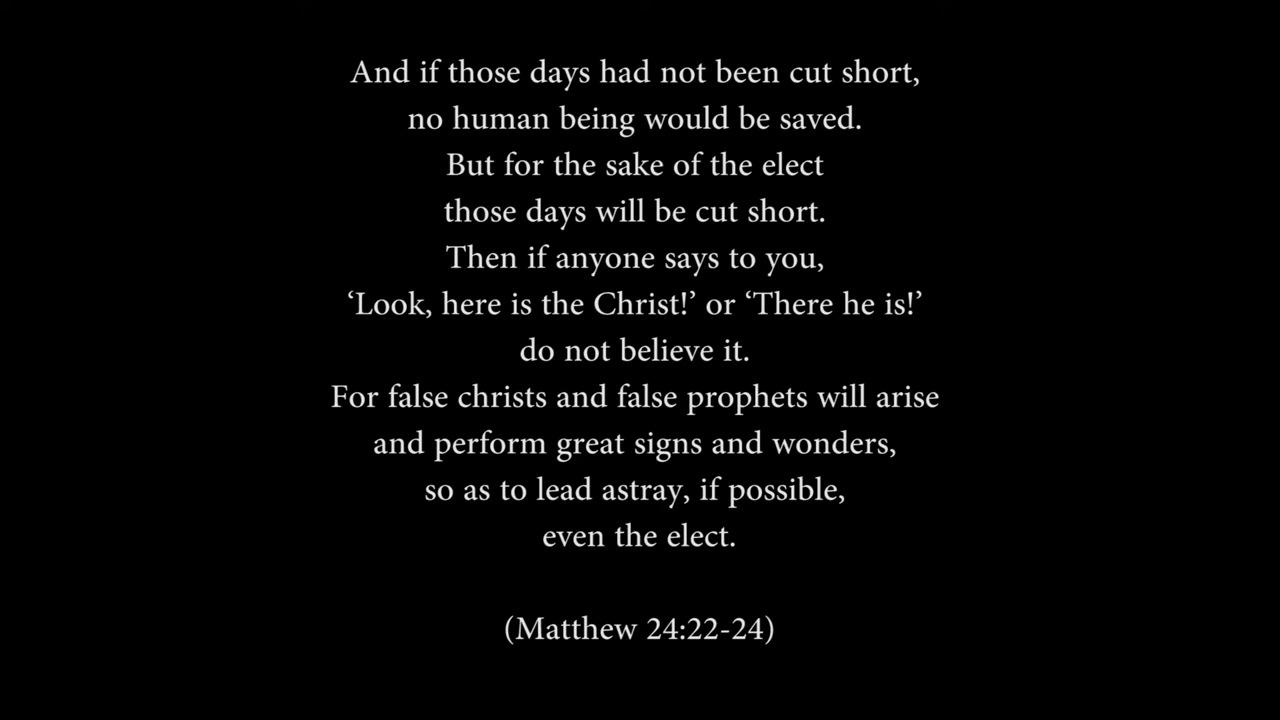 And if those days had not been cut short,
no human being would be saved.
But for the sake of the elect
those days will be cut short.
Then if anyone says to you,
‘Look, here is the Christ!’ or ‘There he is!’
do not believe it.
For false christs and false prophets will arise
and perform great signs and wonders,
so as to lead astray, if possible,
even the elect.
(Matthew 24:22-24)